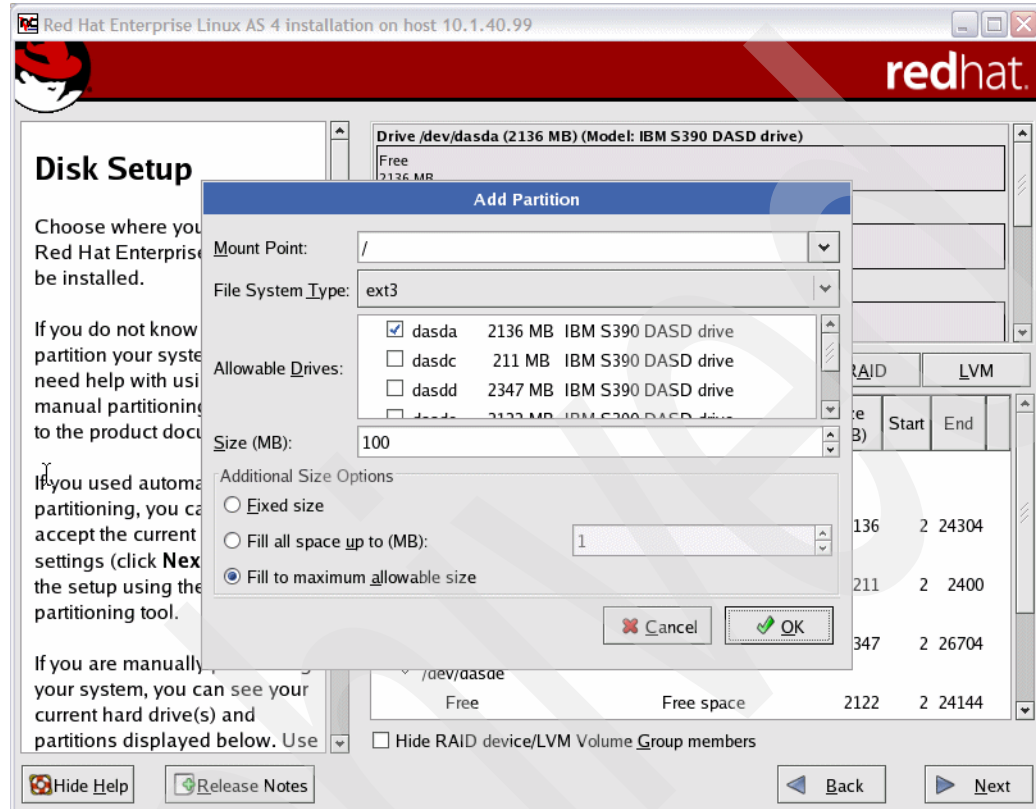 Red Hat Enterprise Linux AS 4 installation on host 10.1.40.99
redhat.
Disk Setup
Choose where you
Red Hat Enterprise
be installed.
If you do not know
partition your syste
need help with usi
manual partitioning
to the product docu
If you used automa
partitioning, you ca
accept the current
settings (click Nex
the setup using the
partitioning tool.
If you are manually
your system, you can see your
current hard drive(s) and
partitions displayed below. Use
Drive /dev/dasda (2136 MB) (Model: IBM S390 DASD drive)
Free
2136 MB
Add Partition
Mount Point: /
File System Type: ext3
Allowable Drives:
dasda 2136 MB IBM S390 DASD drive
dasdc 211 MB IBM S390 DASD drive
dasdd 2347 MB IBM S390 DASD drive
Size (MB): 100
Additional Size Options
Fixed size
Fill all space up to (MB): 1
Fill to maximum allowable size
Cancel OK
RAID LVM
Start End
136 2 24304
211 2 2400
347 2 26704
/dev/dasde
Free Free space 2122 2 24144
Hide RAID device/LVM Volume Group members
Hide Help Release Notes Back Next